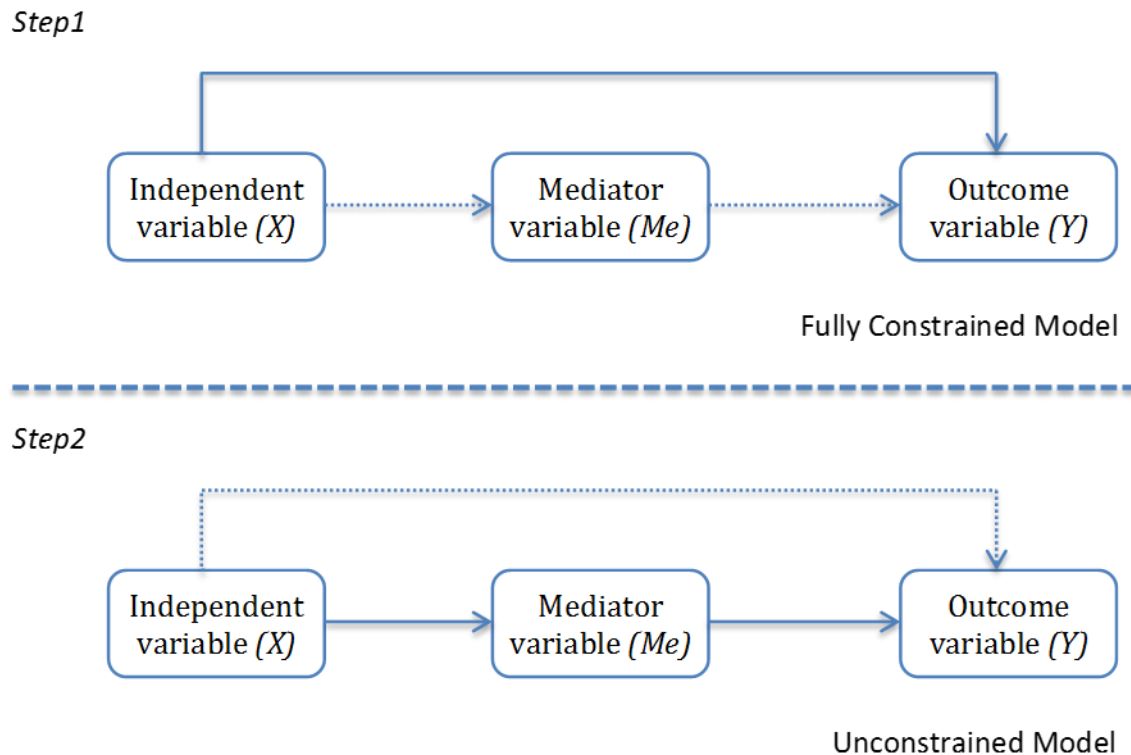 Step1
Independent
variable (X)
Mediator
variable (Me)
Outcome
variable (Y)
Fully Constrained Model
Step2
Independent
variable (X)
Mediator
variable (Me)
Outcome
variable (Y)
Unconstrained Model